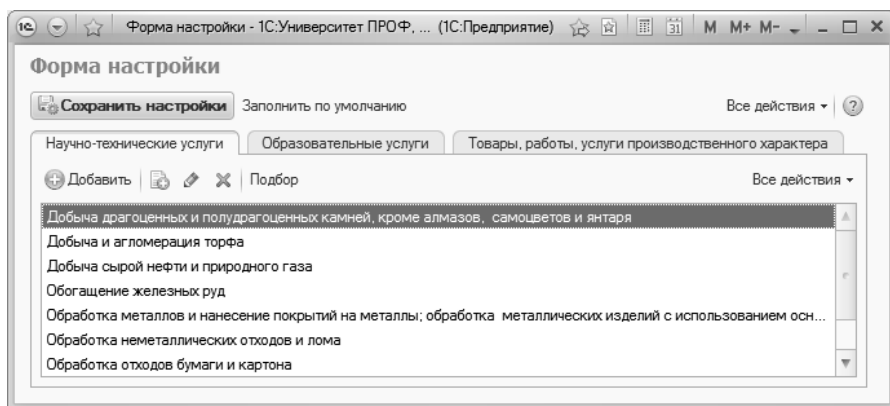 1С Форма настройки - 1С:Университет ПРОФ, ... (1С:Предприятие) 31 M M+ M-
Форма настройки
Сохранить настройки Заполнить по умолчанию Все действия ?
Научно-технические услуги Образовательные услуги Товары, работы, услуги производственного характера
Добавить Подбор Все действия
Добыча драгоценных и полудрагоценных камней, кроме алмазов, самоцветов и янтаря
Добыча и агломерация торфа
Добыча сырой нефти и природного газа
Обогащение железных руд
Обработка металлов и нанесение покрытий на металлы; обработка металлических изделий с использованием осн...
Обработка неметаллических отходов и лома
Обработка отходов бумаги и картона